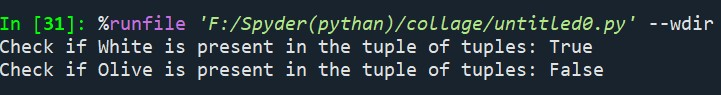 In [31]: %runfile 'F:/Spyder(pythan)/collage/untitled0.py' --wdir
Check if White is present in the tuple of tuples: True
Check if Olive is present in the tuple of tuples: False